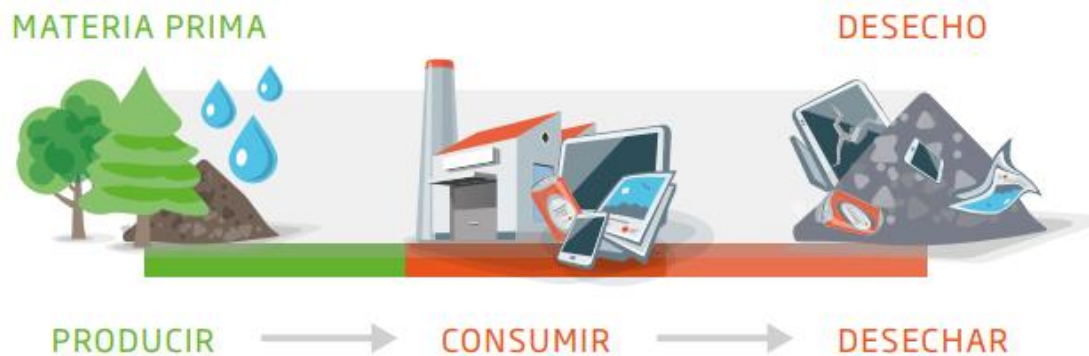 MATERIA PRIMA
DESECHO
PRODUCIR
CONSUMIR
DESECHAR